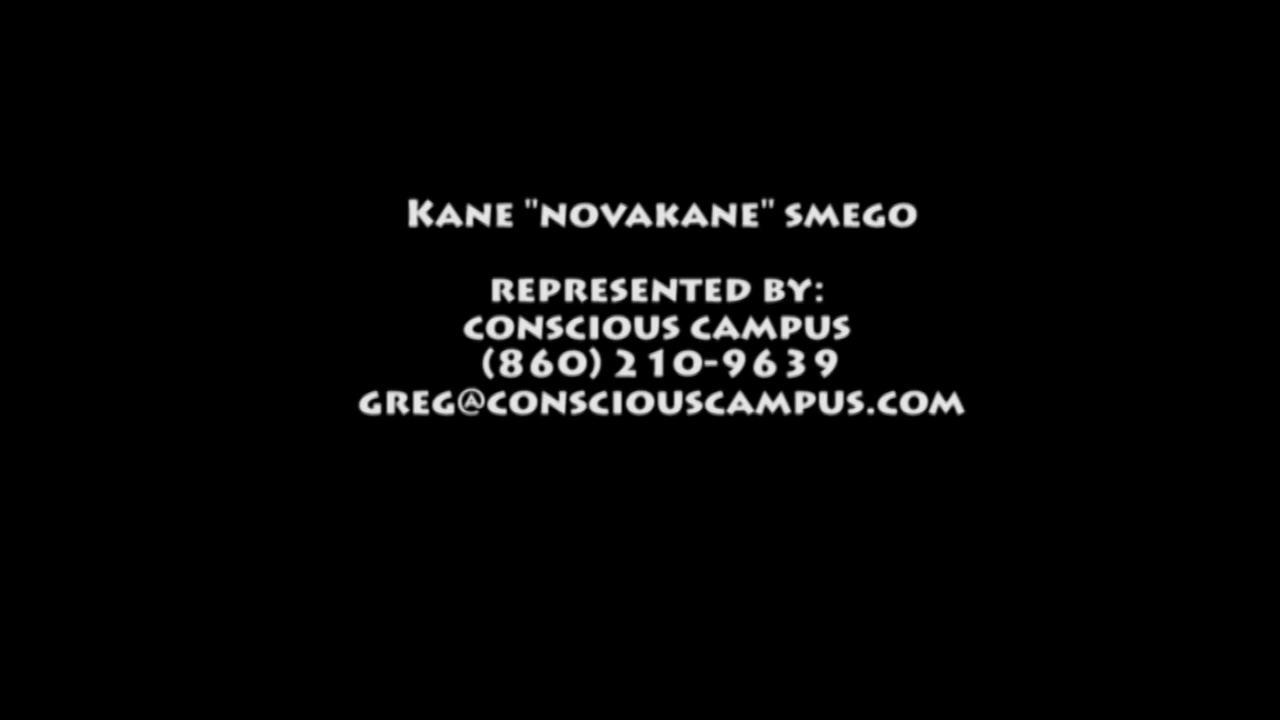 Kane "novakane" smego
represented by:
conscious campus
(860) 210-9639
greg@consciouscampus.com